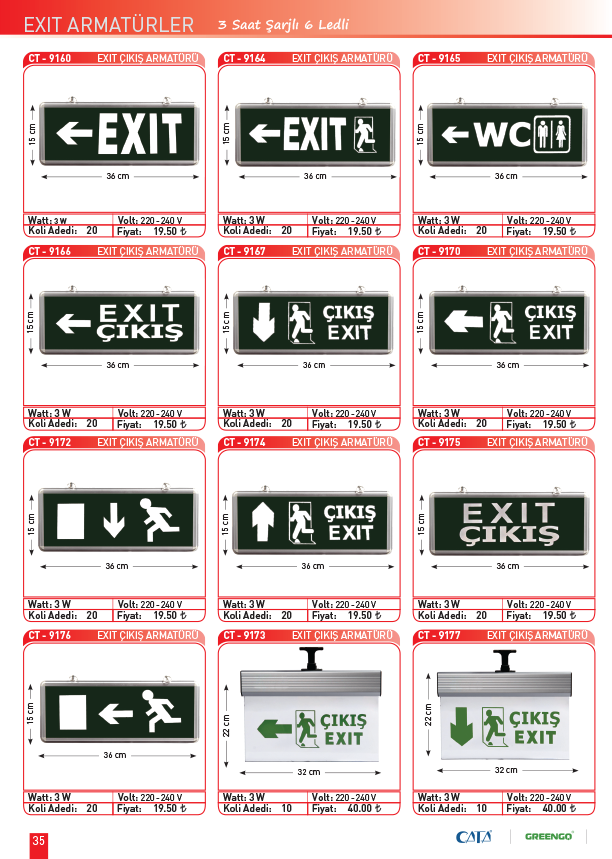 EXIT ARMATÜRLER 3 Saat Şarjlı 6 Ledli
CT - 9160 EXIT ÇIKIŞ ARMATÜRÜ
EXIT
15 cm
36 cm
Watt: 3 W Volt: 220 - 240 V
Koli Adedi: 20 Fiyat: 19.50 ₺
CT - 9164 EXIT ÇIKIŞ ARMATÜRÜ
EXIT
15 cm
36 cm
Watt: 3 W Volt: 220 - 240 V
Koli Adedi: 20 Fiyat: 19.50 ₺
CT - 9165 EXIT ÇIKIŞ ARMATÜRÜ
WC
15 cm
36 cm
Watt: 3 W Volt: 220 - 240 V
Koli Adedi: 20 Fiyat: 19.50 ₺
CT - 9166 EXIT ÇIKIŞ ARMATÜRÜ
EXIT
ÇIKIŞ
15 cm
36 cm
Watt: 3 W Volt: 220 - 240 V
Koli Adedi: 20 Fiyat: 19.50 ₺
CT - 9167 EXIT ÇIKIŞ ARMATÜRÜ
ÇIKIŞ
EXIT
15 cm
36 cm
Watt: 3 W Volt: 220 - 240 V
Koli Adedi: 20 Fiyat: 19.50 ₺
CT - 9170 EXIT ÇIKIŞ ARMATÜRÜ
ÇIKIŞ
EXIT
15 cm
36 cm
Watt: 3 W Volt: 220 - 240 V
Koli Adedi: 20 Fiyat: 19.50 ₺
CT - 9172 EXIT ÇIKIŞ ARMATÜRÜ
15 cm
36 cm
Watt: 3 W Volt: 220 - 240 V
Koli Adedi: 20 Fiyat: 19.50 ₺
CT - 9174 EXIT ÇIKIŞ ARMATÜRÜ
ÇIKIŞ
EXIT
15 cm
36 cm
Watt: 3 W Volt: 220 - 240 V
Koli Adedi: 20 Fiyat: 19.50 ₺
CT - 9175 EXIT ÇIKIŞ ARMATÜRÜ
EXIT
ÇIKIŞ
15 cm
36 cm
Watt: 3 W Volt: 220 - 240 V
Koli Adedi: 20 Fiyat: 19.50 ₺
CT - 9176 EXIT ÇIKIŞ ARMATÜRÜ
15 cm
36 cm
Watt: 3 W Volt: 220 - 240 V
Koli Adedi: 20 Fiyat: 19.50 ₺
CT - 9173 EXIT ÇIKIŞ ARMATÜRÜ
ÇIKIŞ
EXIT
22 cm
32 cm
Watt: 3 W Volt: 220 - 240 V
Koli Adedi: 10 Fiyat: 40.00 ₺
CT - 9177 EXIT ÇIKIŞ ARMATÜRÜ
ÇIKIŞ
EXIT
22 cm
32 cm
Watt: 3 W Volt: 220 - 240 V
Koli Adedi: 10 Fiyat: 40.00 ₺
35 CATA GREENGO